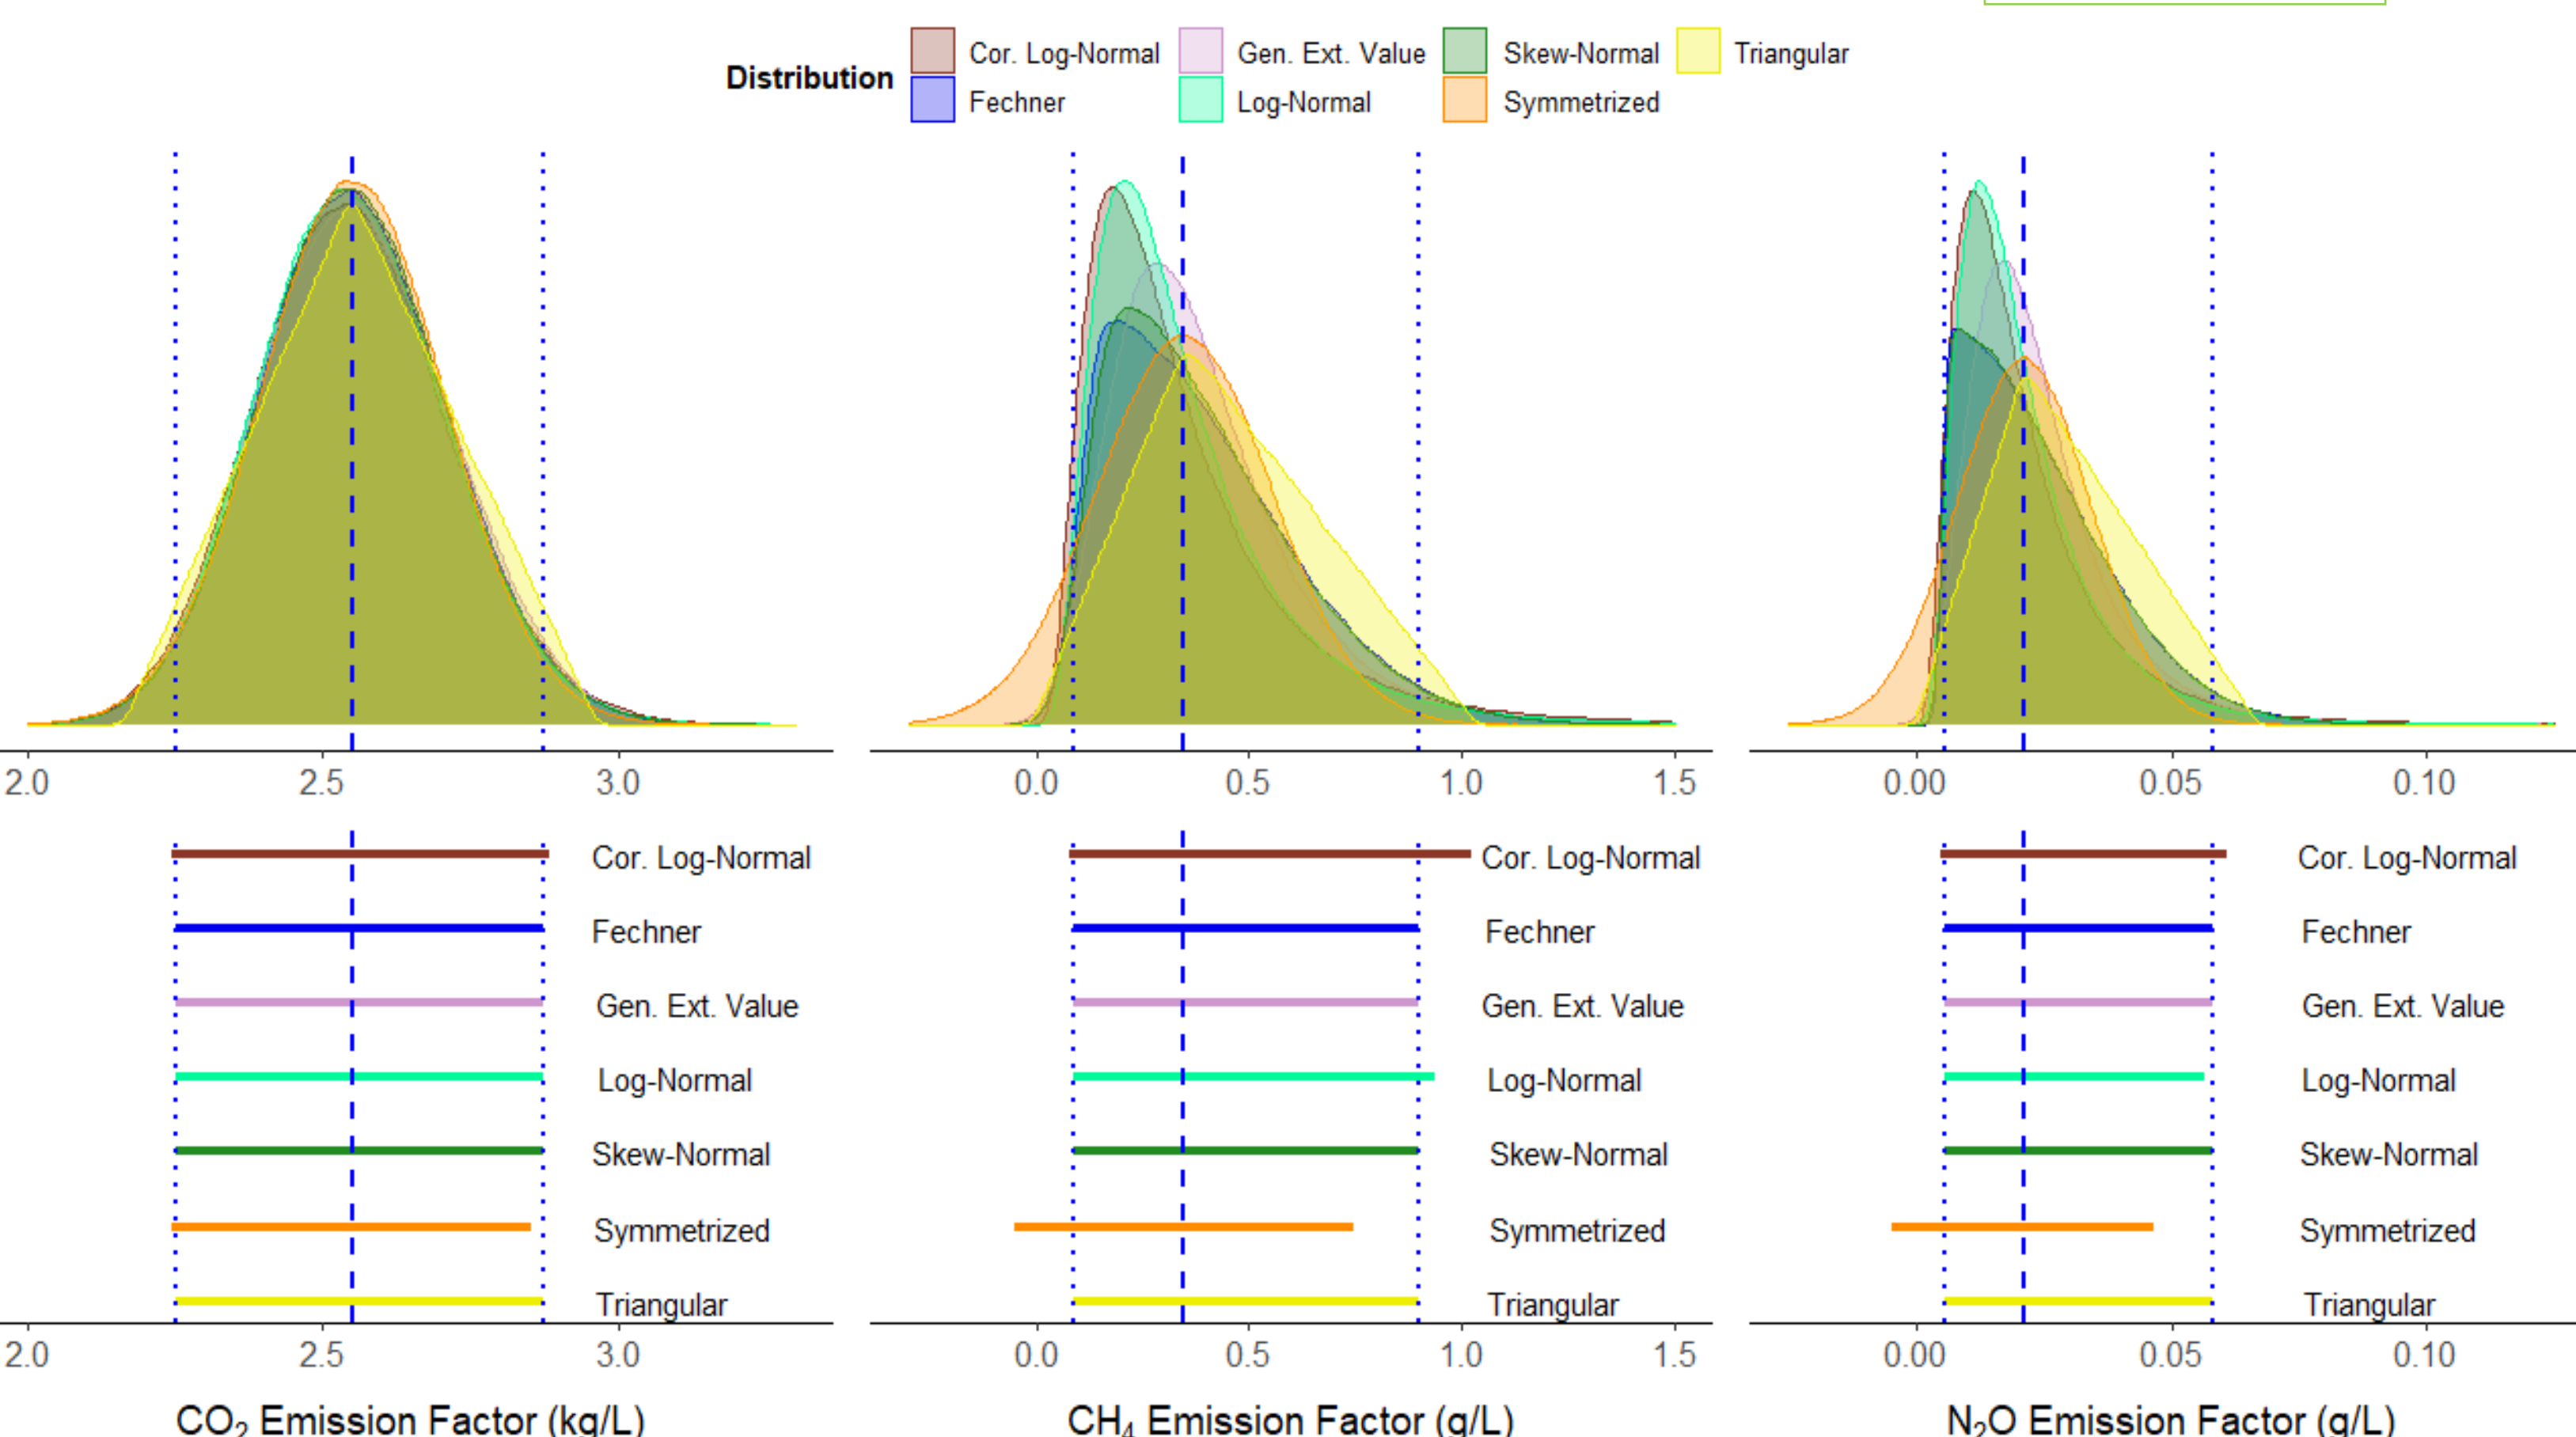 Distribution
Cor. Log-Normal Gen. Ext. Value Skew-Normal Triangular
Fechner Log-Normal Symmetrized
2.0 2.5 3.0
0.0 0.5 1.0 1.5
0.00 0.05 0.10
Cor. Log-Normal
Fechner
Gen. Ext. Value
Log-Normal
Skew-Normal
Symmetrized
Triangular
2.0 2.5 3.0
CO₂ Emission Factor (kg/L)
Cor. Log-Normal
Fechner
Gen. Ext. Value
Log-Normal
Skew-Normal
Symmetrized
Triangular
0.0 0.5 1.0 1.5
CH₄ Emission Factor (g/L)
Cor. Log-Normal
Fechner
Gen. Ext. Value
Log-Normal
Skew-Normal
Symmetrized
Triangular
0.00 0.05 0.10
N₂O Emission Factor (g/L)